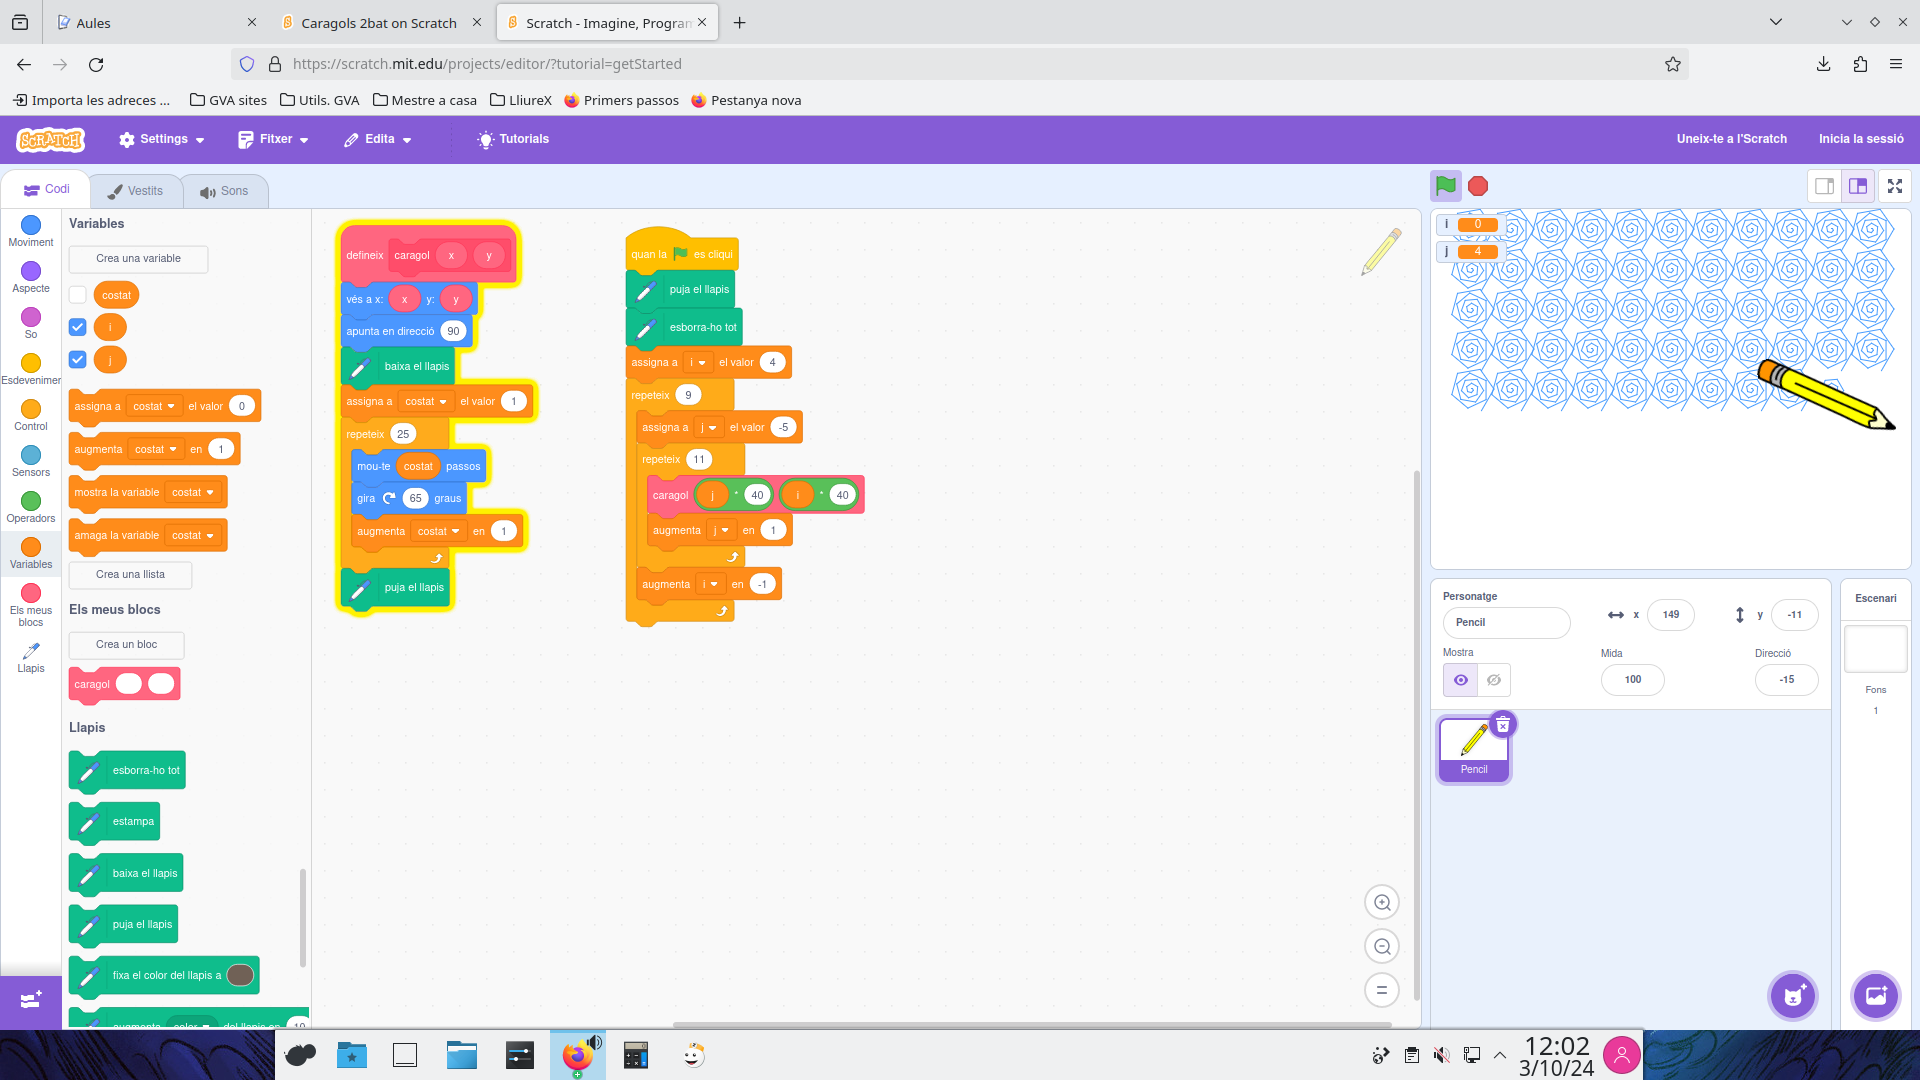 Aules
Caragols 2bat on Scratch
Scratch - Imagine, Program
https://scratch.mit.edu/projects/editor/?tutorial=getStarted
Importa les adreces ...
GVA sites
Utils. GVA
Mestre a casa
LliureX
Primers passos
Pestanya nova
SCRATCH
Settings
Fitxer
Edita
Tutorials
Uneix-te a l'Scratch
Inicia la sessió
Codi
Vestits
Sons
Moviment
Aspecte
So
Esdevenimer
Control
Sensors
Operadors
Variables
Els meus
blocs
Llapis
Variables
Crea una variable
costat
i
j
assigna a costat el valor 0
augmenta costat en 1
mostra la variable costat
amaga la variable costat
Crea una llista
Els meus blocs
Crea un bloc
caragol
Llapis
esborra-ho tot
estampa
baixa el llapis
puja el llapis
fixa el color del llapis a
defineix caragol x y
vés a x: x y: y
apunta en direcció 90
baixa el llapis
assigna a costat el valor 1
repeteix 25
mou-te costat passos
gira 65 graus
augmenta costat en 1
puja el llapis
quan la es cliqui
puja el llapis
esborra-ho tot
assigna a i el valor 4
repeteix 9
assigna a j el valor -5
repeteix 11
caragol j * 40 i * 40
augmenta j en 1
augmenta i en -1
i 0
j 4
Personatge
Pencil
x 149
y -11
Mostra
Mida
100
Direcció
-15
Pencil
Escenari
Fons
1
12:02
3/10/24